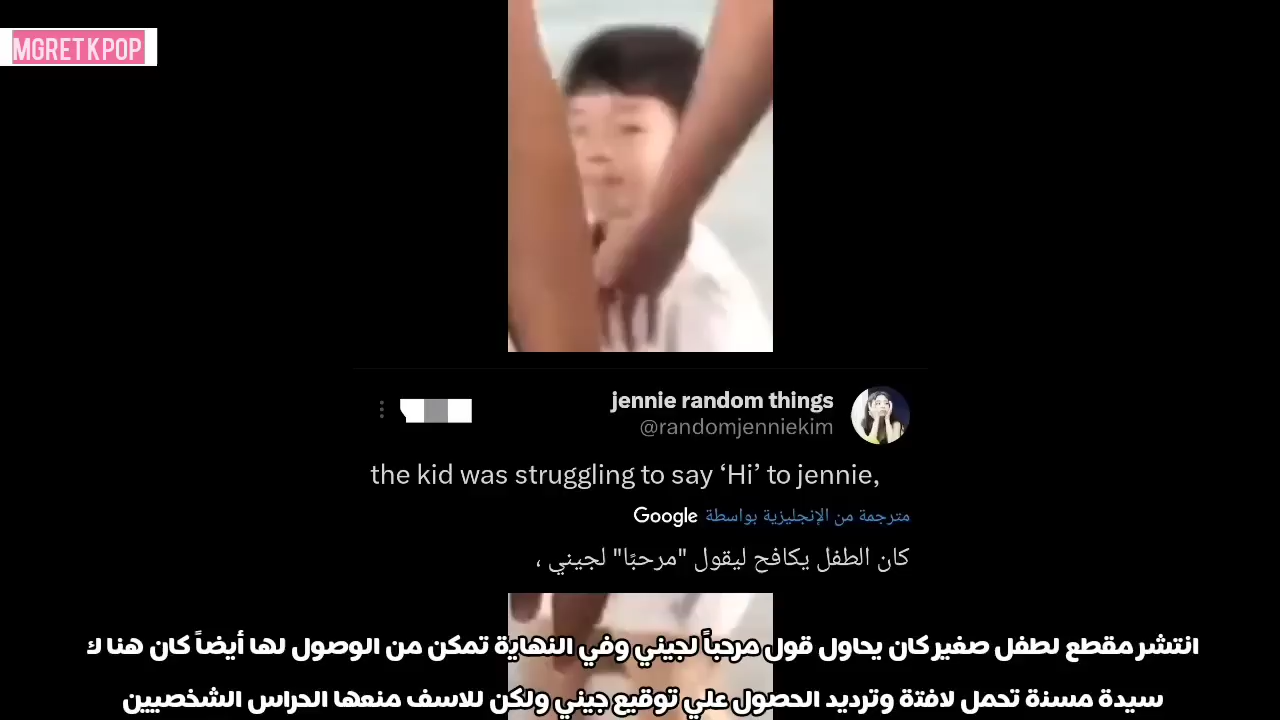 MGRETKPOP
jennie random things
@randomjenniekim
the kid was struggling to say ‘Hi’ to jennie,
مترجمة من الإنجليزية بواسطة Google
كان الطفل يكافح ليقول "مرحبًا" لجيني ،
انتشر مقطع لطفل صغير كان يحاول قول مرحباً لجيني وفي النهاية تمكن من الوصول لها أيضاً كان هنا ك
سيدة مسنة تحمل لافتة وترديد الحصول علي توقيع جيني ولكن للاسف منعها الحراس الشخصيين